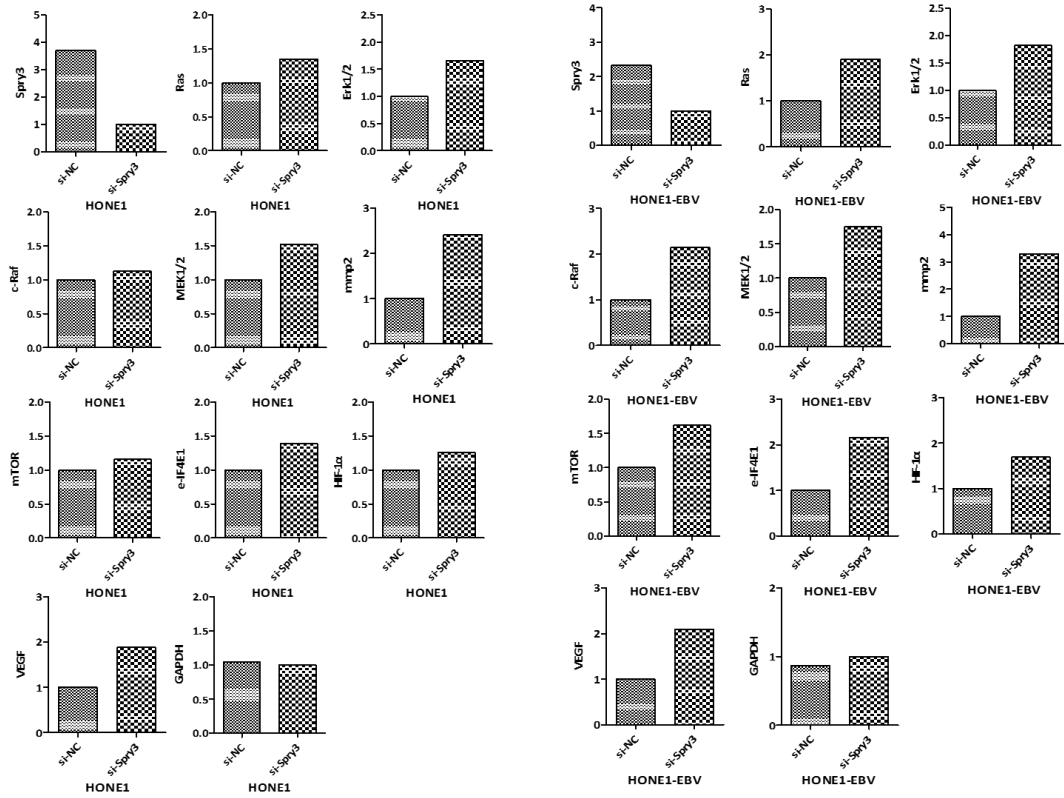 Spry3
5
4
3
2
1
0
si-NC
si-Spry3
HONE1
Ras
2.0
1.5
1.0
0.5
0.0
si-NC
si-Spry3
HONE1
Erk1/2
2.5
2.0
1.5
1.0
0.5
0.0
si-NC
si-Spry3
HONE1
Spry3
4
3
2
1
0
si-NC
si-Spry3
HONE1-EBV
Ras
3
2
1
0
si-NC
si-Spry3
HONE1-EBV
Erk1/2
2.5
2.0
1.5
1.0
0.5
0.0
si-NC
si-Spry3
HONE1-EBV
c-Raf
2.0
1.5
1.0
0.5
0.0
si-NC
si-Spry3
HONE1
MEK1/2
2.0
1.5
1.0
0.5
0.0
si-NC
si-Spry3
HONE1
mmp2
3
2
1
0
si-NC
si-Spry3
HONE1
c-Raf
3
2
1
0
si-NC
si-Spry3
HONE1-EBV
MEK1/2
2.0
1.5
1.0
0.5
0.0
si-NC
si-Spry3
HONE1-EBV
mmp2
5
4
3
2
1
0
si-NC
si-Spry3
HONE1-EBV
mTOR
2.0
1.5
1.0
0.5
0.0
si-NC
si-Spry3
HONE1
e-IF4E1
2.0
1.5
1.0
0.5
0.0
si-NC
si-Spry3
HONE1
HIF-1α
2.0
1.5
1.0
0.5
0.0
si-NC
si-Spry3
HONE1
mTOR
2.0
1.5
1.0
0.5
0.0
si-NC
si-Spry3
HONE1-EBV
e-IF4E1
3
2
1
0
si-NC
si-Spry3
HONE1-EBV
HIF-1α
3
2
1
0
si-NC
si-Spry3
HONE1-EBV
VEGF
3
2
1
0
si-NC
si-Spry3
HONE1
GAPDH
2.0
1.5
1.0
0.5
0.0
si-NC
si-Spry3
HONE1
VEGF
3
2
1
0
si-NC
si-Spry3
HONE1-EBV
GAPDH
2
1
0
si-NC
si-Spry3
HONE1-EBV